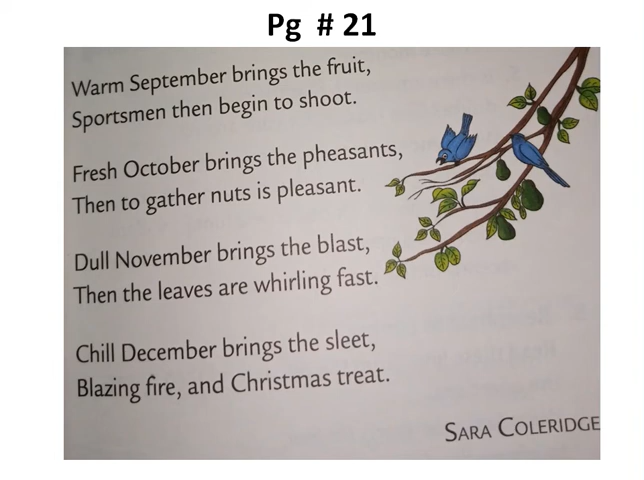 Pg # 21
Warm September brings the fruit,
Sportsmen then begin to shoot.
Fresh October brings the pheasants,
Then to gather nuts is pleasant.
Dull November brings the blast,
Then the leaves are whirling fast.
Chill December brings the sleet,
Blazing fire, and Christmas treat.
SARA COLERIDGE